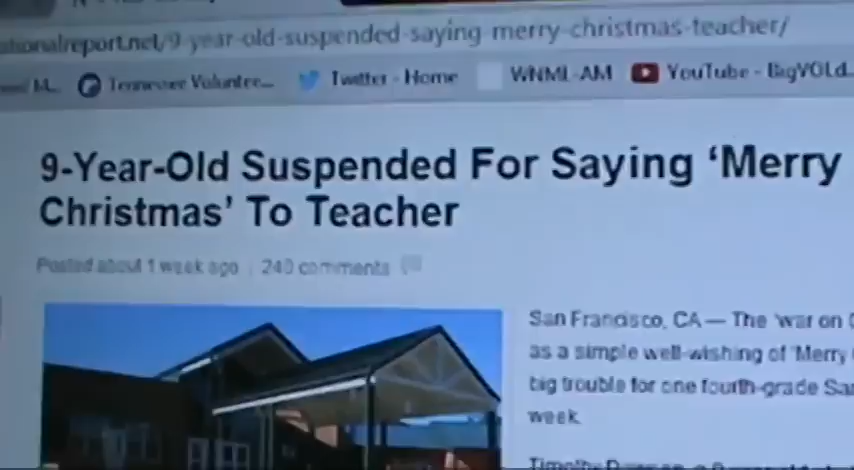 ationalreport.net/9-year-old-suspended-saying-merry-christmas-teacher/
M... Tennessee Voluntee... Twitter - Home WNML-AM YouTube - BigVOLd...
9-Year-Old Suspended For Saying ‘Merry
Christmas’ To Teacher
Posted about 1 week ago 240 comments
San Francisco, CA — The ‘war on
as a simple well-wishing of ‘Merry
big trouble for one fourth-grade San
week.
Timothy